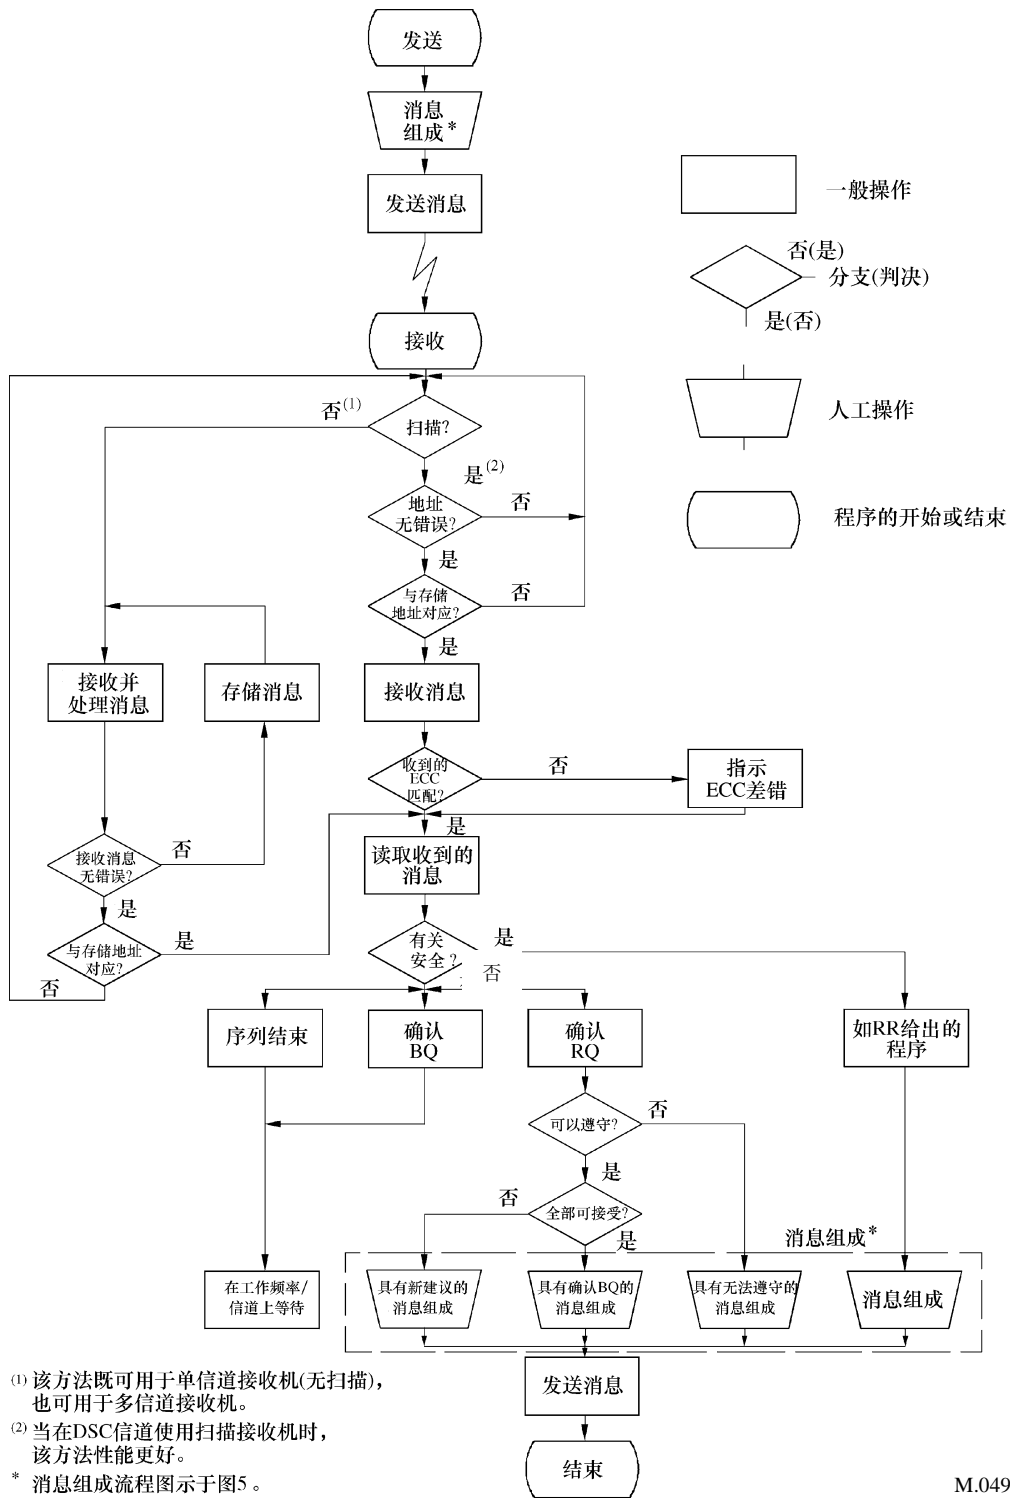 发送
消息
组成*
发送消息
一般操作
否(是)
分支(判决)
是(否)
人工操作
程序的开始或结束
接收
否(1)
扫描?
是(2)
地址
无错误?
否
是
与存储
地址对应?
否
是
接收并
处理消息
存储消息
接收消息
收到的
ECC
匹配?
否
指示
ECC差错
是
接收消息
无错误?
否
读取收到的
消息
是
与存储地址
对应?
是
否
有关
安全?
是
否
序列结束
确认
BQ
确认
RQ
如RR给出的
程序
可以遵守?
否
是
全部可接受?
否
是
消息组成*
在工作频率/
信道上等待
具有新建议的
消息组成
具有确认BQ的
消息组成
具有无法遵守的
消息组成
消息组成
发送消息
结束
(1) 该方法既可用于单信道接收机(无扫描),
也可用于多信道接收机。
(2) 当在DSC信道使用扫描接收机时,
该方法性能更好。
* 消息组成流程图示于图5。
M.049